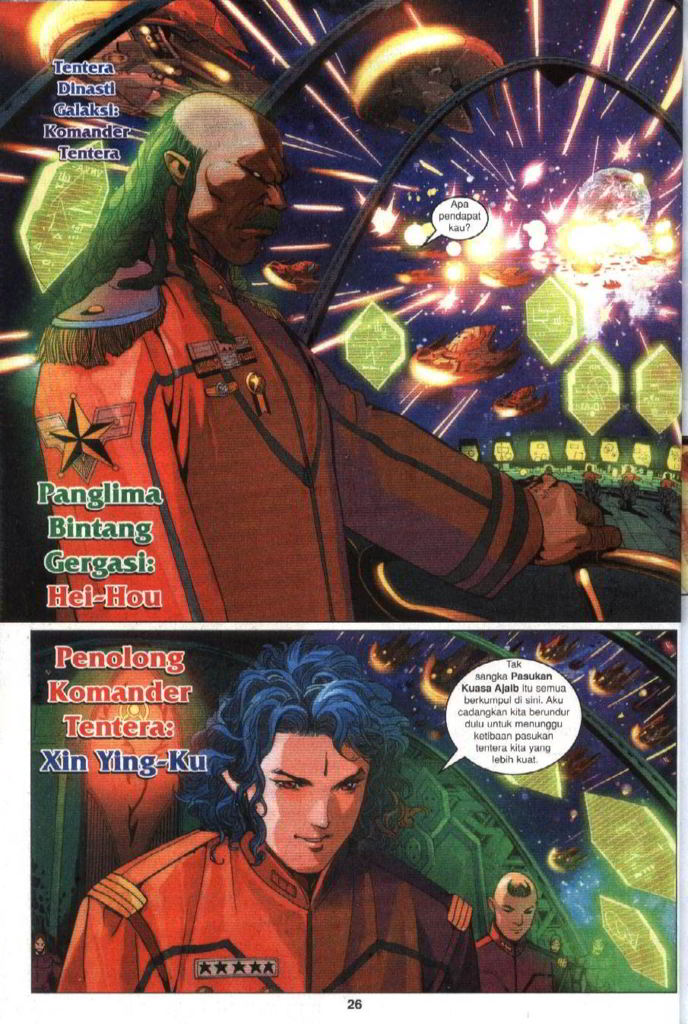 Tentera
Dinasti
Galaksi:
Komander
Tentera
Apa
pendapat
kau?
Panglima
Bintang
Gergasi:
Hei-Hou
Penolong
Komander
Tentera:
Xin Ying-Ku
Tak
sangka Pasukan
Kuasa Ajaib itu semua
berkumpul di sini. Aku
cadangkan kita berundur
dulu untuk menunggu
ketibaan pasukan
tentera kita yang
lebih kuat.
26